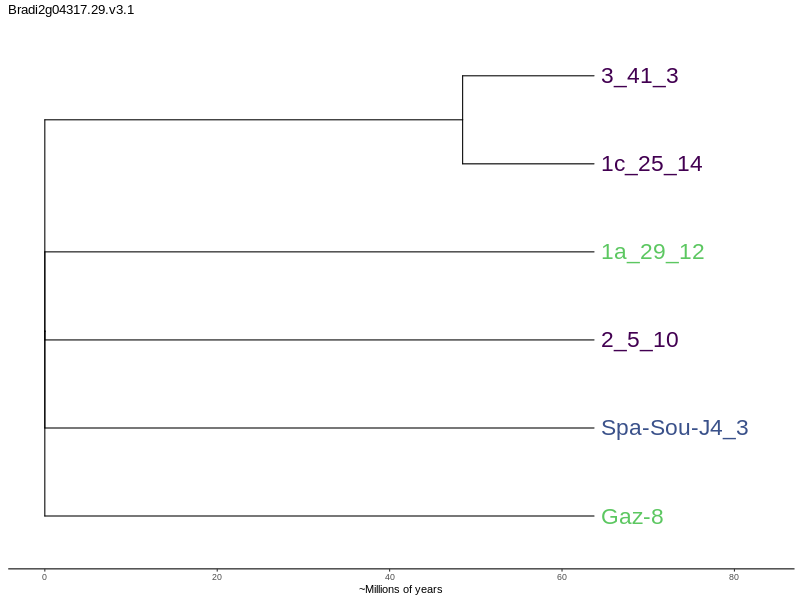 Bradi2g04317.29.v3.1
3_41_3
1c_25_14
1a_29_12
2_5_10
Spa-Sou-J4_3
Gaz-8
0 20 40 60 80
~Millions of years